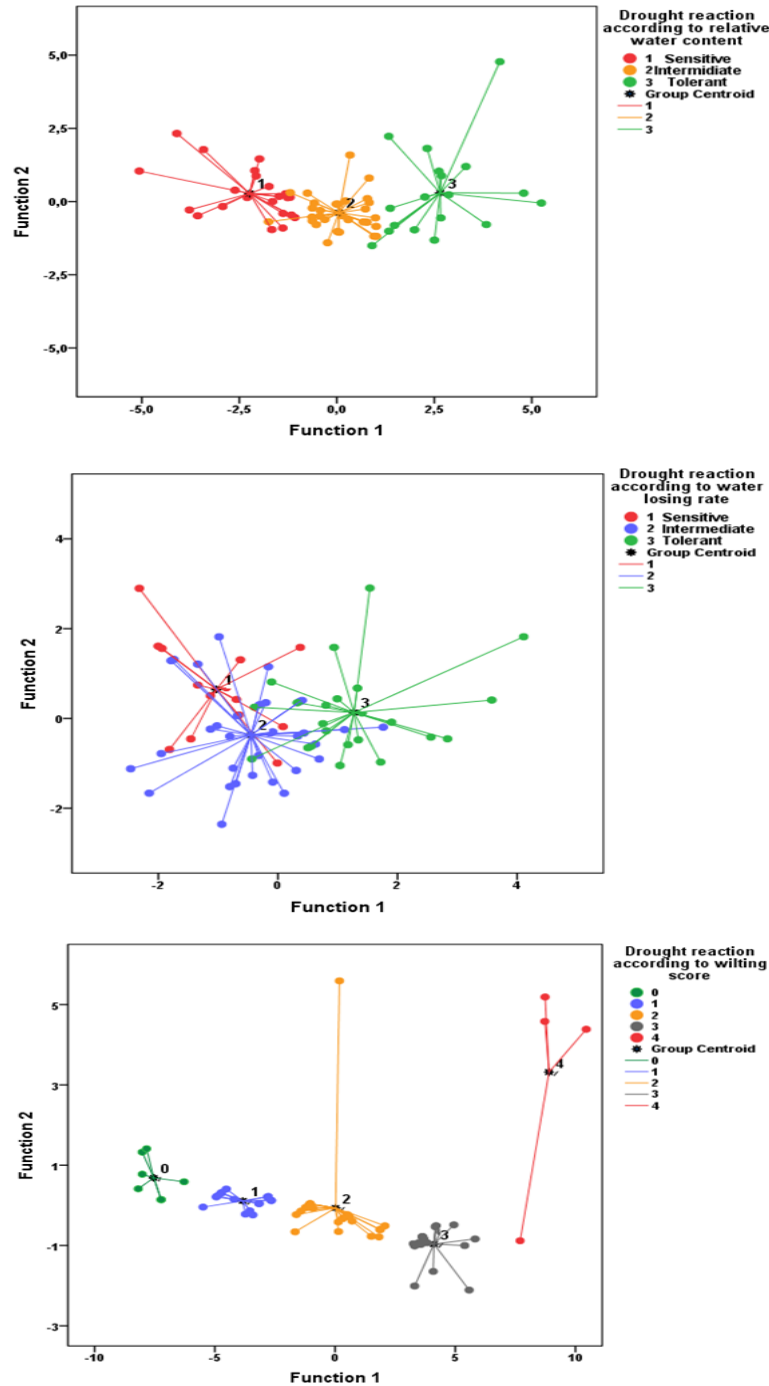 Drought reaction
according to relative
water content
1 Sensitive
2Intermidiate
3 Tolerant
Group Centroid
1
2
3
5,0
2,5
0,0
-2,5
-5,0
Function 2
1
2
3
-5,0 -2,5 0,0 2,5 5,0
Function 1
Drought reaction
according to water
losing rate
1 Sensitive
2 Intermediate
3 Tolerant
Group Centroid
1
2
3
4
2
0
-2
Function 2
1
2
3
-2 0 2 4
Function 1
Drought reaction
according to wilting
score
0
1
2
3
4
Group Centroid
0
1
2
3
4
5
3
1
-1
-3
Function 2
0
1
2
3
4
-10 -5 0 5 10
Function 1